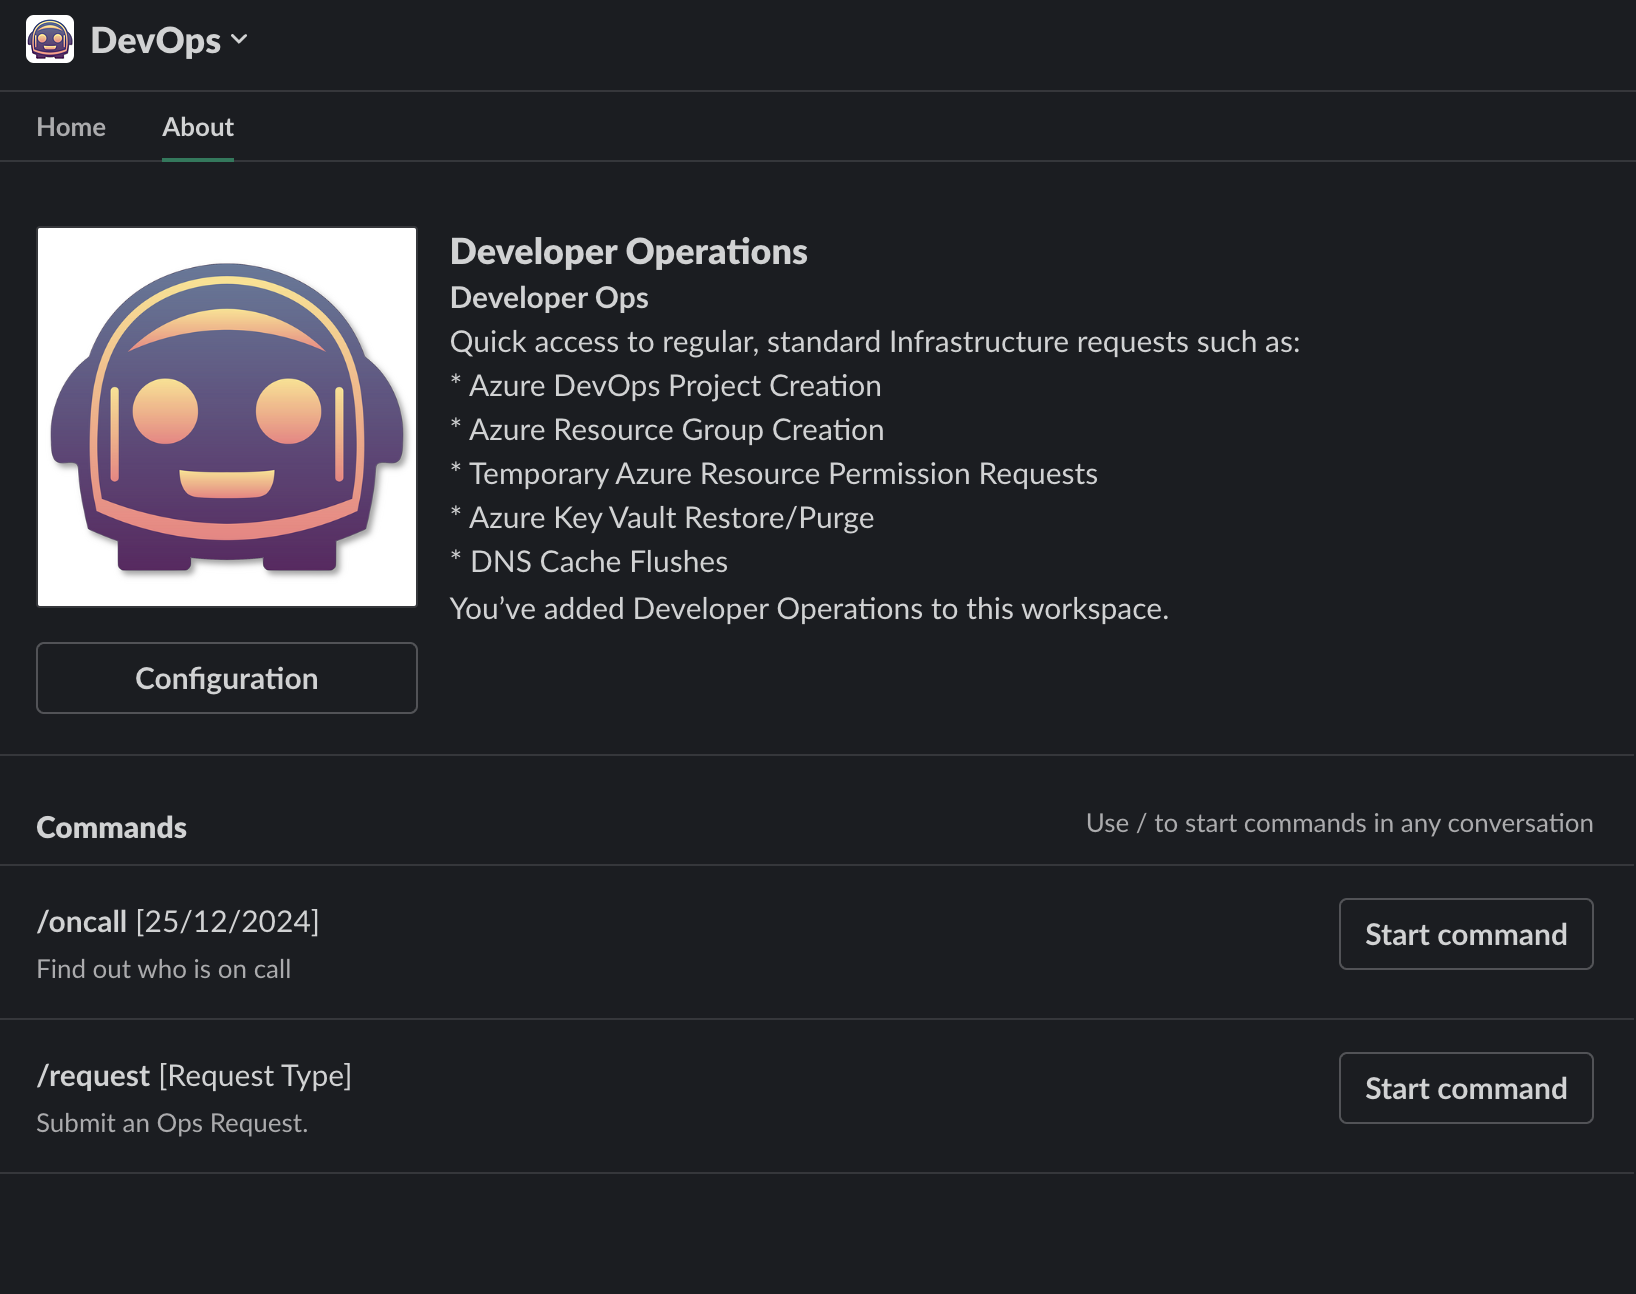 DevOps
Home
About
Developer Operations
Developer Ops
Quick access to regular, standard Infrastructure requests such as:
* Azure DevOps Project Creation
* Azure Resource Group Creation
* Temporary Azure Resource Permission Requests
* Azure Key Vault Restore/Purge
* DNS Cache Flushes
You’ve added Developer Operations to this workspace.
Configuration
Commands
Use / to start commands in any conversation
/oncall [25/12/2024]
Find out who is on call
Start command
/request [Request Type]
Submit an Ops Request.
Start command